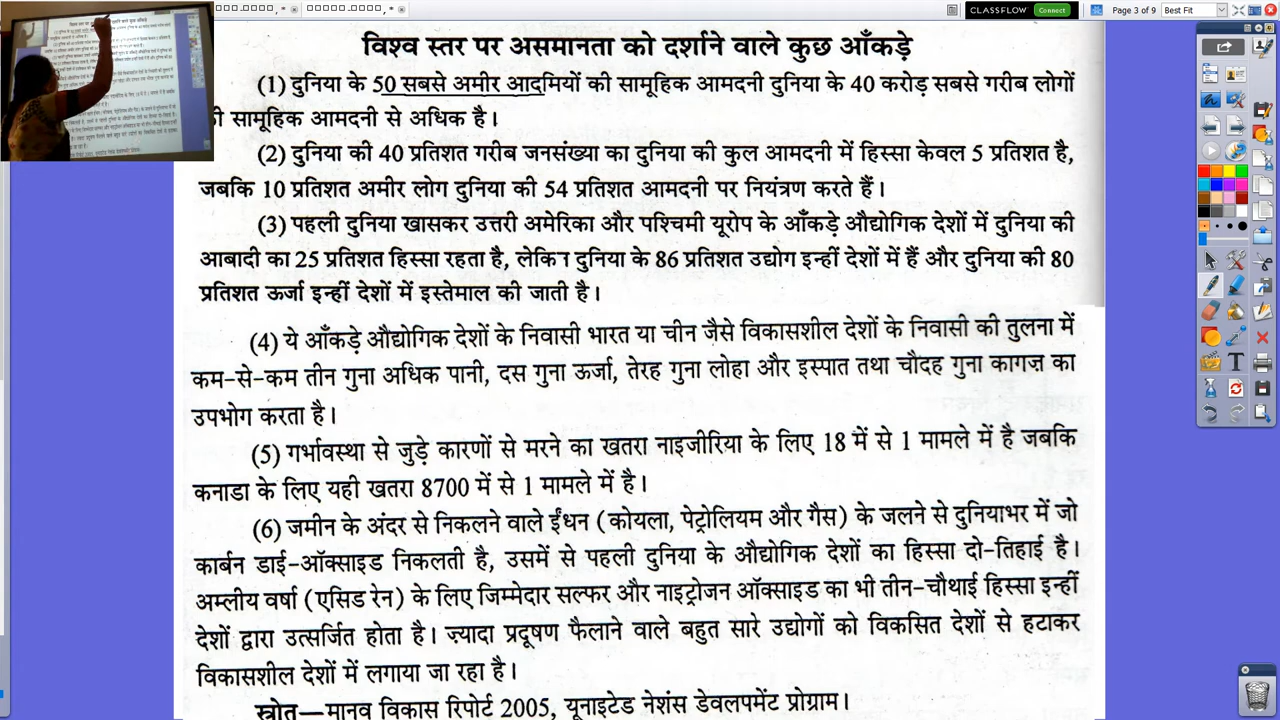 CLASSFLOW Connect Page 3 of 9 Best Fit
विश्व स्तर पर असमानता को दर्शाने वाले कुछ आँकड़े
(1) दुनिया के 50 सबसे अमीर आदमियों की सामूहिक आमदनी दुनिया के 40 करोड़ सबसे गरीब लोगों
की सामूहिक आमदनी से अधिक है।
(2) दुनिया की 40 प्रतिशत गरीब जनसंख्या का दुनिया की कुल आमदनी में हिस्सा केवल 5 प्रतिशत है,
जबकि 10 प्रतिशत अमीर लोग दुनिया की 54 प्रतिशत आमदनी पर नियंत्रण करते हैं।
(3) पहली दुनिया खासकर उत्तरी अमेरिका और पश्चिमी यूरोप के आँकड़े औद्योगिक देशों में दुनिया की
आबादी का 25 प्रतिशत हिस्सा रहता है, लेकिन दुनिया के 86 प्रतिशत उद्योग इन्हीं देशों में हैं और दुनिया की 80
प्रतिशत ऊर्जा इन्हीं देशों में इस्तेमाल की जाती है।
(4) ये आँकड़े औद्योगिक देशों के निवासी भारत या चीन जैसे विकासशील देशों के निवासी की तुलना में
कम-से-कम तीन गुना अधिक पानी, दस गुना ऊर्जा, तेरह गुना लोहा और इस्पात तथा चौदह गुना कागज का
उपभोग करता है।
(5) गर्भावस्था से जुड़े कारणों से मरने का खतरा नाइजीरिया के लिए 18 में से 1 मामले में है जबकि
कनाडा के लिए यही खतरा 8700 में से 1 मामले में है।
(6) जमीन के अंदर से निकलने वाले ईंधन (कोयला, पेट्रोलियम और गैस) के जलने से दुनियाभर में जो
कार्बन डाई-ऑक्साइड निकलती है, उसमें से पहली दुनिया के औद्योगिक देशों का हिस्सा दो-तिहाई है।
अम्लीय वर्षा (एसिड रेन) के लिए जिम्मेदार सल्फर और नाइट्रोजन ऑक्साइड का भी तीन-चौथाई हिस्सा इन्हीं
देशों द्वारा उत्सर्जित होता है। ज़्यादा प्रदूषण फैलाने वाले बहुत सारे उद्योगों को विकसित देशों से हटाकर
विकासशील देशों में लगाया जा रहा है।
स्रोत—मानव विकास रिपोर्ट 2005, यूनाइटेड नेशंस डेवलपमेंट प्रोग्राम।